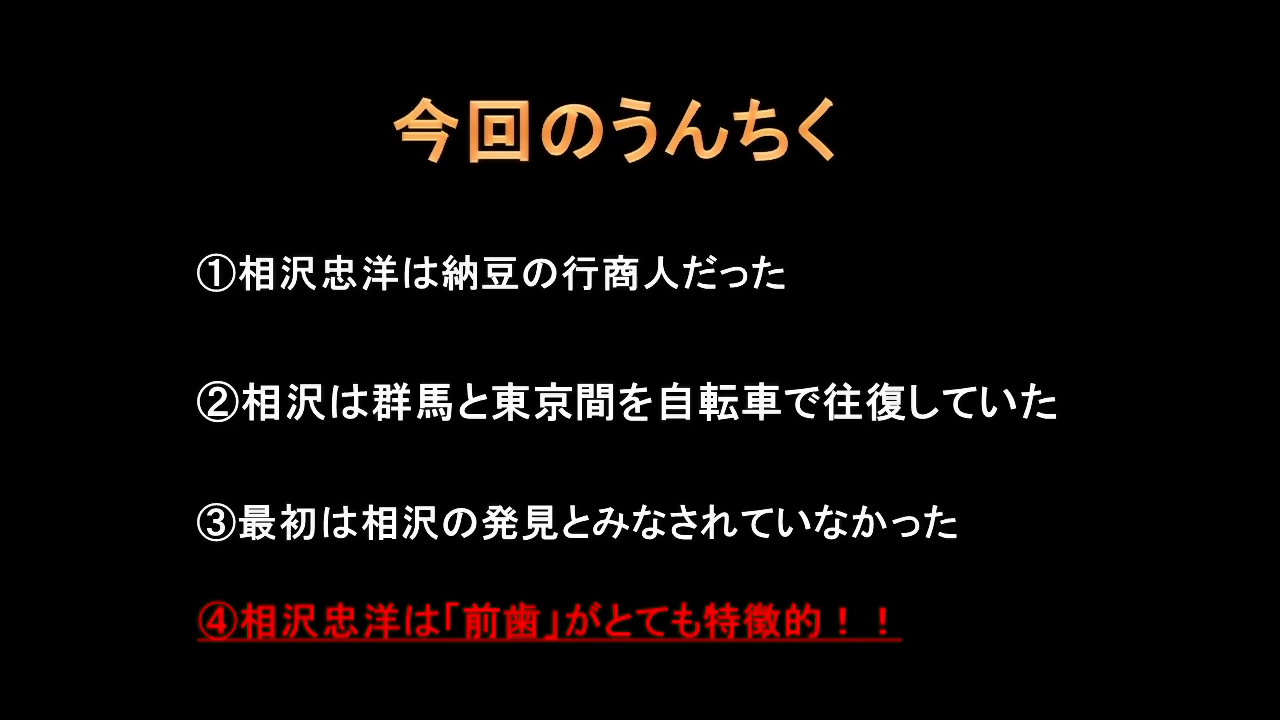 今回のうんちく
①相沢忠洋は納豆の行商人だった
②相沢は群馬と東京間を自転車で往復していた
③最初は相沢の発見とみなされていなかった
④相沢忠洋は「前歯」がとても特徴的！！